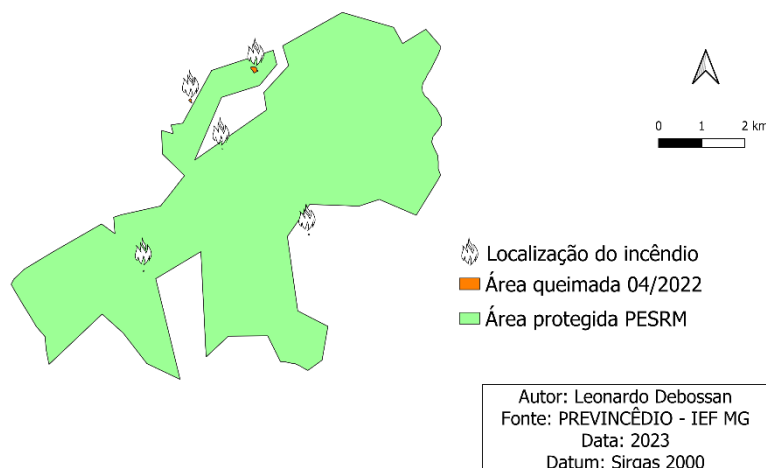 0 1 2 km
Localização do incêndio
Área queimada 04/2022
Área protegida PESRM
Autor: Leonardo Debossan
Fonte: PREVINCÊDIO - IEF MG
Data: 2023
Datum: Sirgas 2000